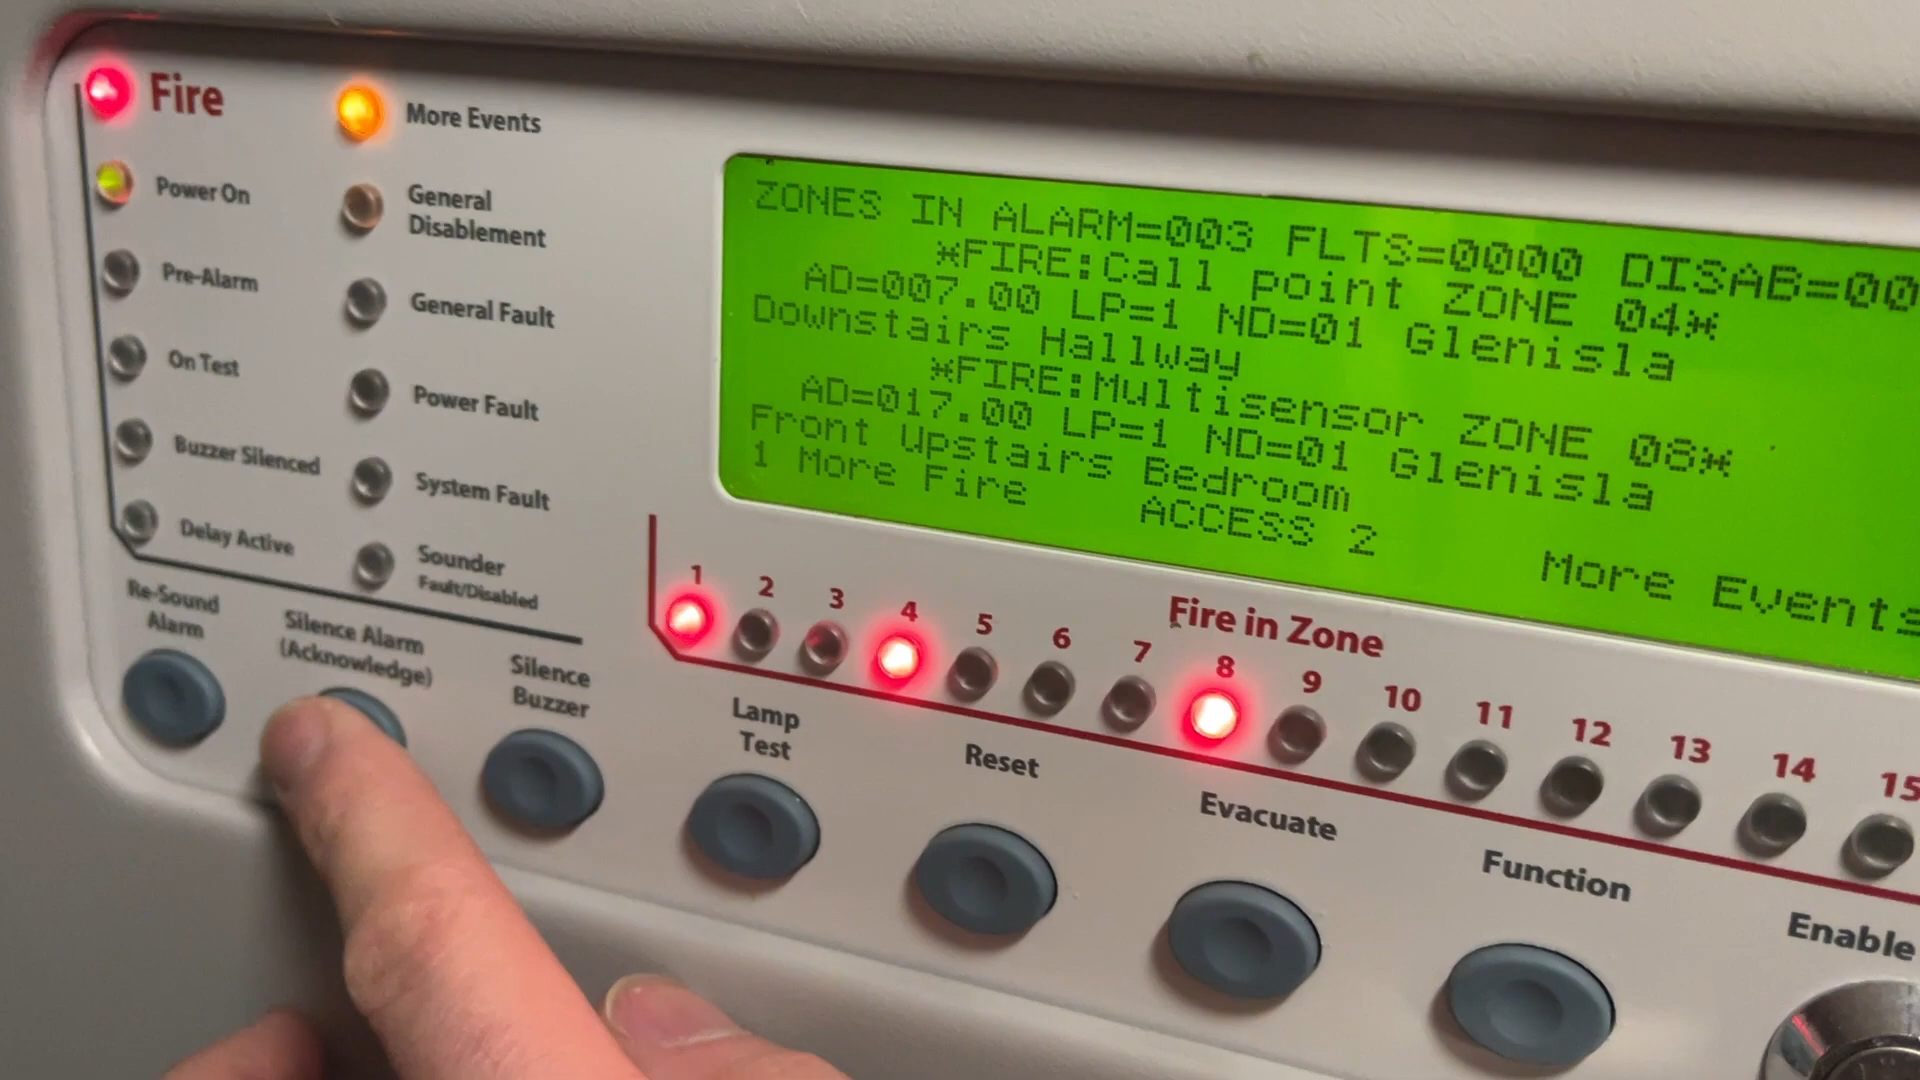 Fire
More Events
Power On
General
Disablement
Pre-Alarm
General Fault
On Test
Power Fault
Buzzer Silenced
System Fault
Delay Active
Sounder
Fault/Disabled
ZONES IN ALARM=003 FLTS=0000 DISAB=00
*FIRE:Call point ZONE 04*
AD=007.00 LP=1 ND=01 Glenisla
Downstairs Hallway
*FIRE:Multisensor ZONE 08*
AD=017.00 LP=1 ND=01 Glenisla
Front Upstairs Bedroom
1 More Fire ACCESS 2 More Events
Fire in Zone
1 2 3 4 5 6 7 8 9 10 11 12 13 14 15
Re-Sound
Alarm
Silence Alarm
(Acknowledge)
Silence
Buzzer
Lamp
Test
Reset
Evacuate
Function
Enable